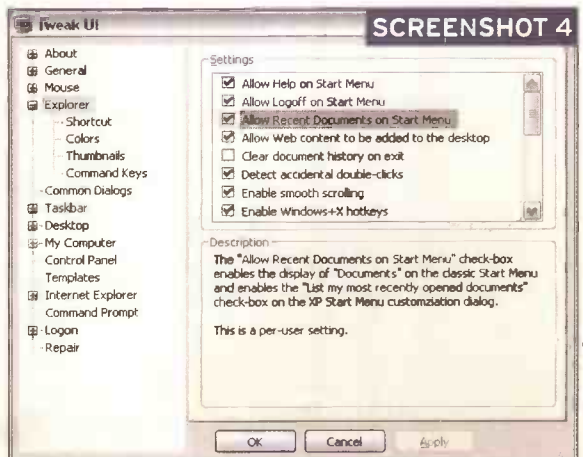 Tweak UI
SCREENSHOT 4
About
General
Mouse
Explorer
Shortcut
Colors
Thumbnails
Command Keys
Common Dialogs
Taskbar
Desktop
My Computer
Control Panel
Templates
Internet Explorer
Command Prompt
Logon
Repair
Settings
Allow Help on Start Menu
Allow Logoff on Start Menu
Allow Recent Documents on Start Menu
Allow Web content to be added to the desktop
Clear document history on exit
Detect accidental double-clicks
Enable smooth scrolling
Enable Windows+X hotkeys
Description
The "Allow Recent Documents on Start Menu" check-box
enables the display of "Documents" on the classic Start Menu
and enables the "List my most recently opened documents"
check-box on the XP Start Menu customziation dialog.
This is a per-user setting.
OK
Cancel
Apply